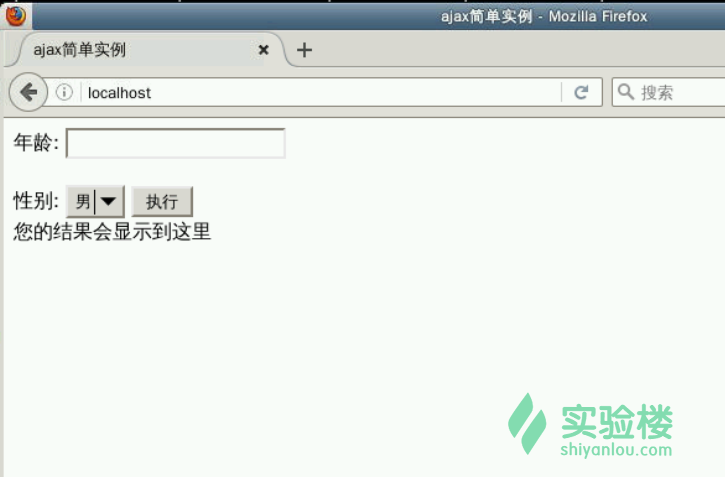 ajax简单实例 - Mozilla Firefox
ajax简单实例
localhost
搜索
年龄:
性别: 男 执行
您的结果会显示到这里
实验楼
shiyanlou.com